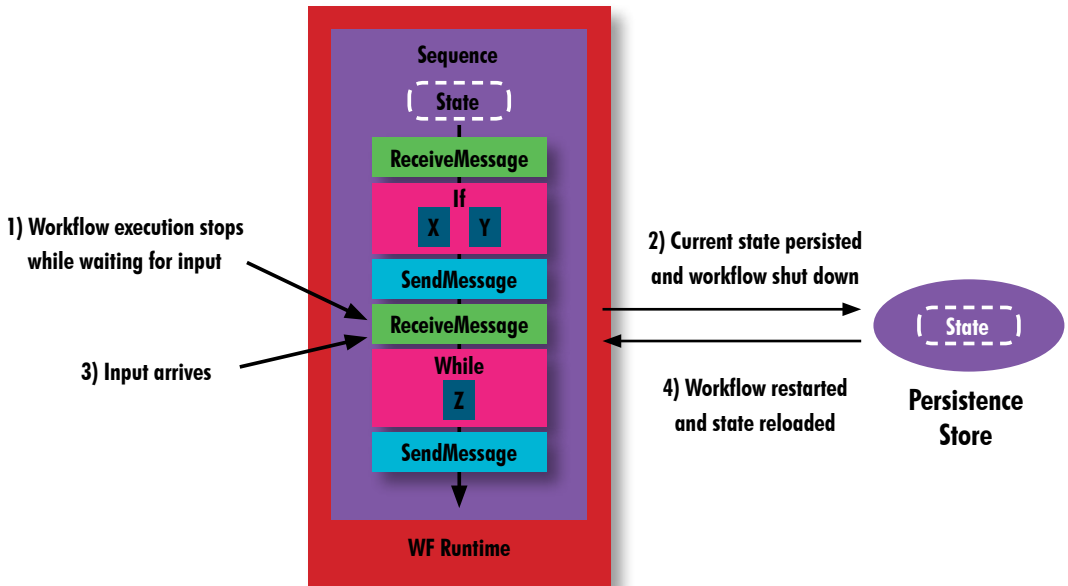 Sequence
State
ReceiveMessage
If
X Y
SendMessage
ReceiveMessage
While
Z
SendMessage
WF Runtime
1) Workflow execution stops
while waiting for input
3) Input arrives
2) Current state persisted
and workflow shut down
4) Workflow restarted
and state reloaded
State
Persistence
Store